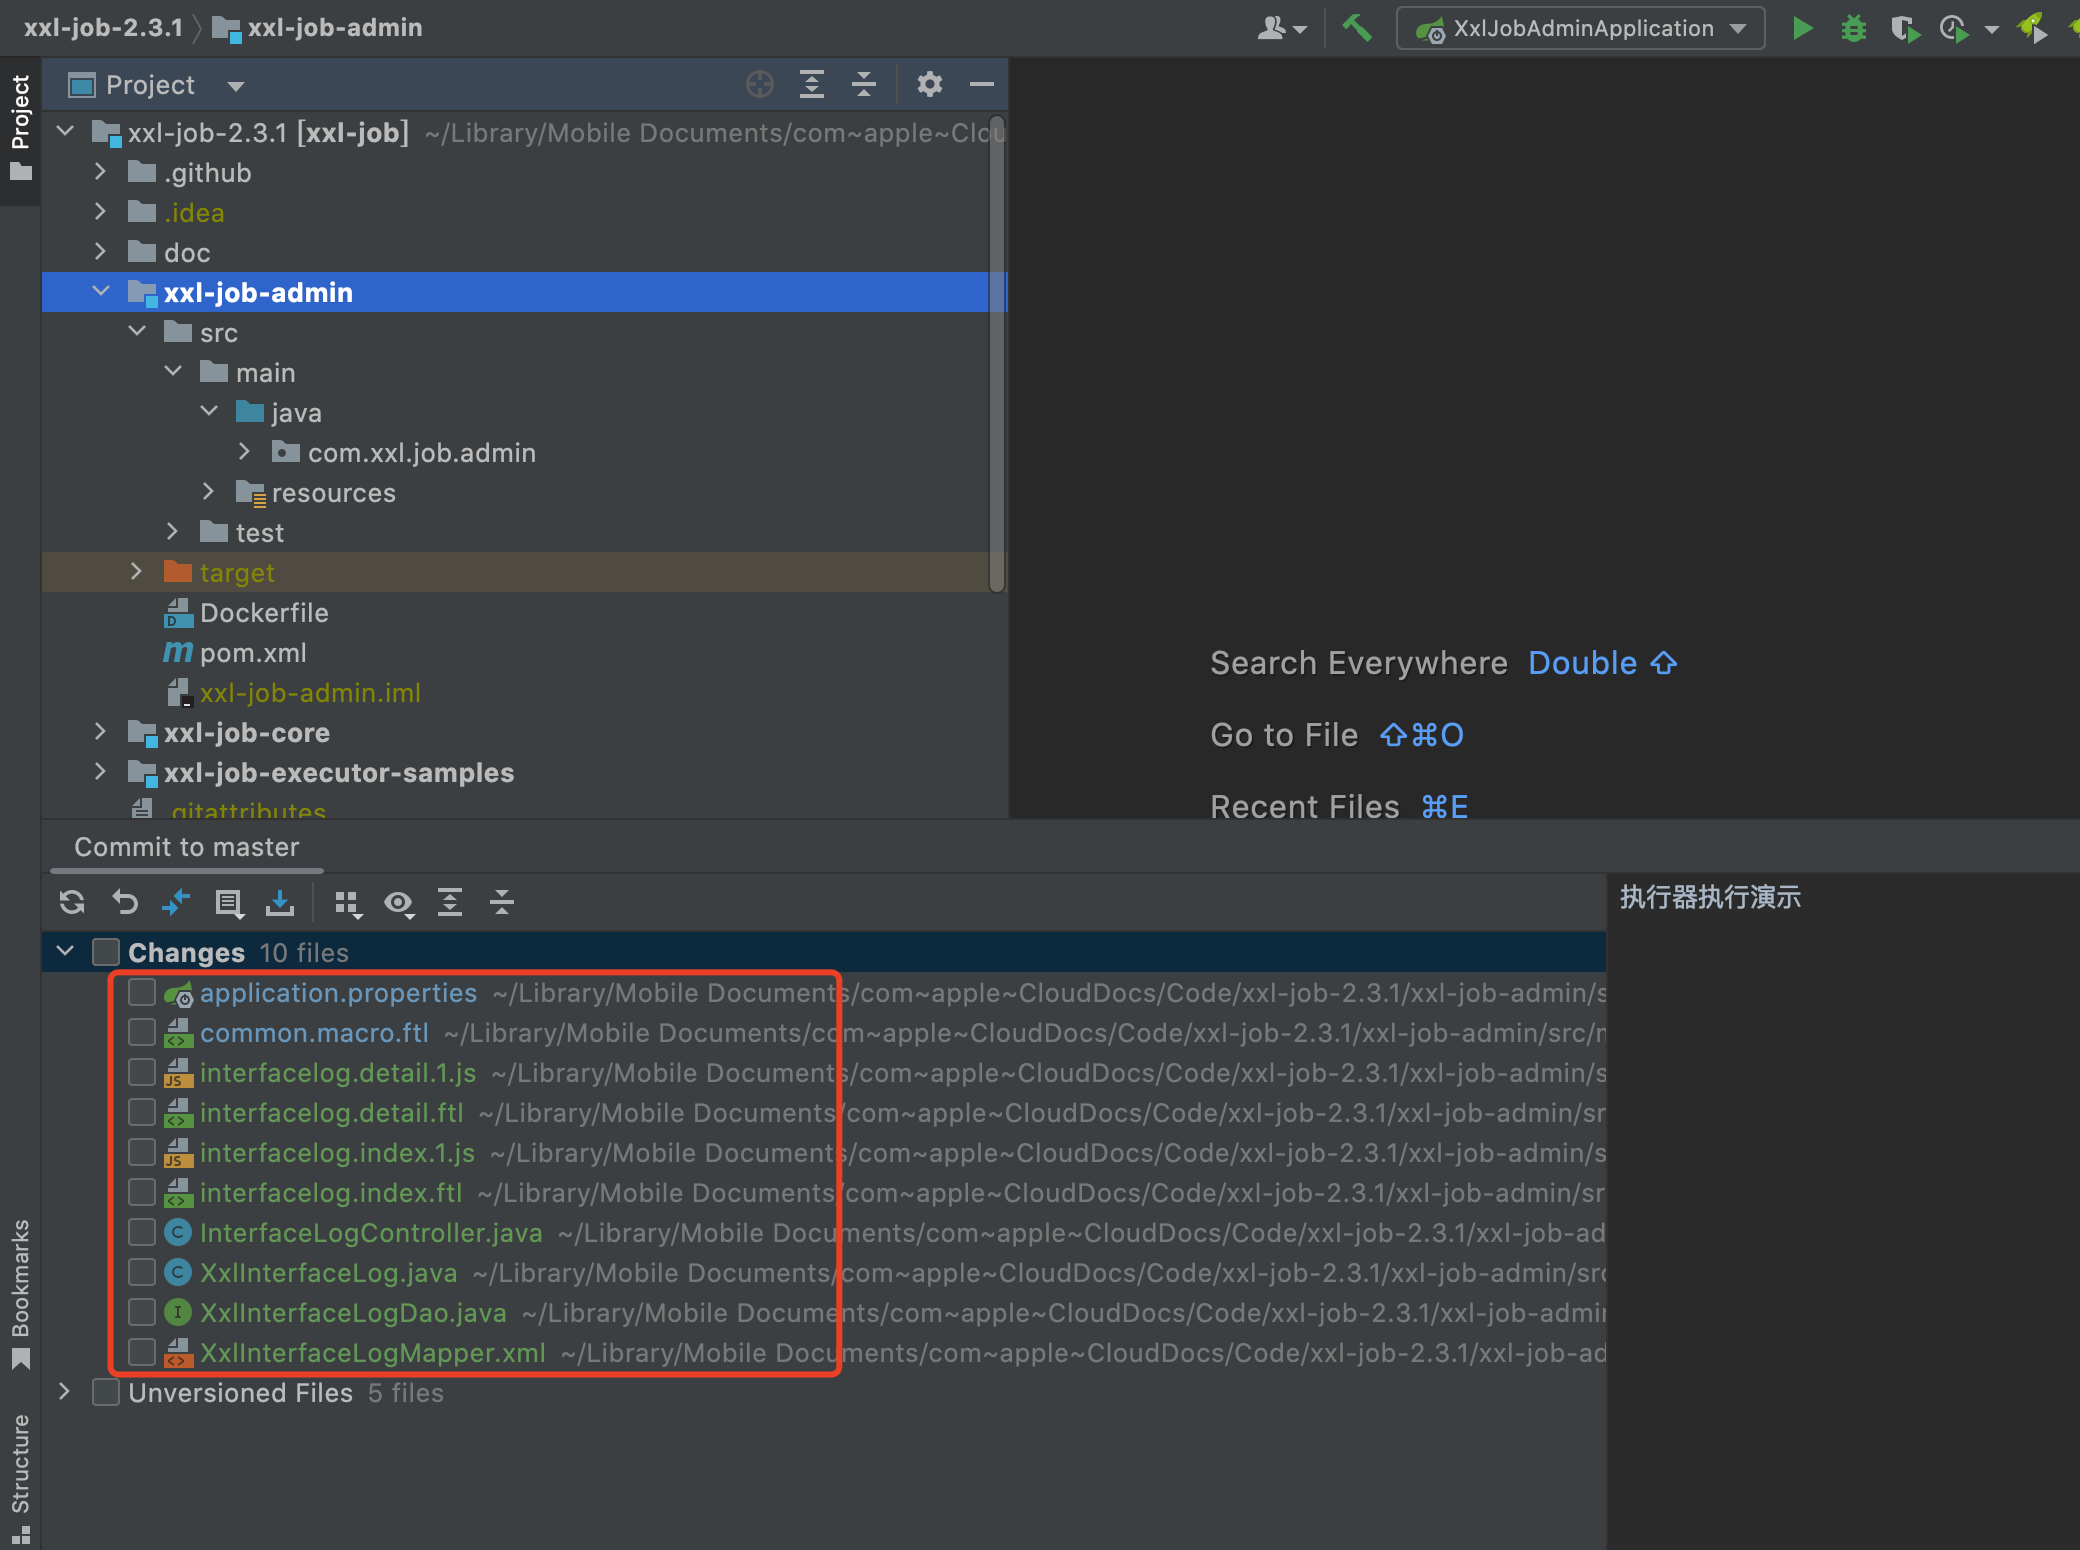 xxl-job-2.3.1 xxl-job-admin XxlJobAdminApplication
Project
Project
xxl-job-2.3.1 [xxl-job] ~/Library/Mobile Documents/com~apple~Clou
.github
.idea
doc
xxl-job-admin
src
main
java
com.xxl.job.admin
resources
test
target
Dockerfile
pom.xml
xxl-job-admin.iml
xxl-job-core
xxl-job-executor-samples
.gitattributes
Search Everywhere Double ⇧
Go to File ⇧⌘O
Recent Files ⌘E
Commit to master
Changes 10 files
application.properties ~/Library/Mobile Documents/com~apple~CloudDocs/Code/xxl-job-2.3.1/xxl-job-admin/s
common.macro.ftl ~/Library/Mobile Documents/com~apple~CloudDocs/Code/xxl-job-2.3.1/xxl-job-admin/src/m
interfacelog.detail.1.js ~/Library/Mobile Documents/com~apple~CloudDocs/Code/xxl-job-2.3.1/xxl-job-admin/s
interfacelog.detail.ftl ~/Library/Mobile Documents/com~apple~CloudDocs/Code/xxl-job-2.3.1/xxl-job-admin/sr
interfacelog.index.1.js ~/Library/Mobile Documents/com~apple~CloudDocs/Code/xxl-job-2.3.1/xxl-job-admin/s
interfacelog.index.ftl ~/Library/Mobile Documents/com~apple~CloudDocs/Code/xxl-job-2.3.1/xxl-job-admin/sr
InterfaceLogController.java ~/Library/Mobile Documents/com~apple~CloudDocs/Code/xxl-job-2.3.1/xxl-job-ad
XxlInterfaceLog.java ~/Library/Mobile Documents/com~apple~CloudDocs/Code/xxl-job-2.3.1/xxl-job-admin/src
XxlInterfaceLogDao.java ~/Library/Mobile Documents/com~apple~CloudDocs/Code/xxl-job-2.3.1/xxl-job-admin
XxlInterfaceLogMapper.xml ~/Library/Mobile Documents/com~apple~CloudDocs/Code/xxl-job-2.3.1/xxl-job-ad
Unversioned Files 5 files
执行器执行演示
Bookmarks
Structure